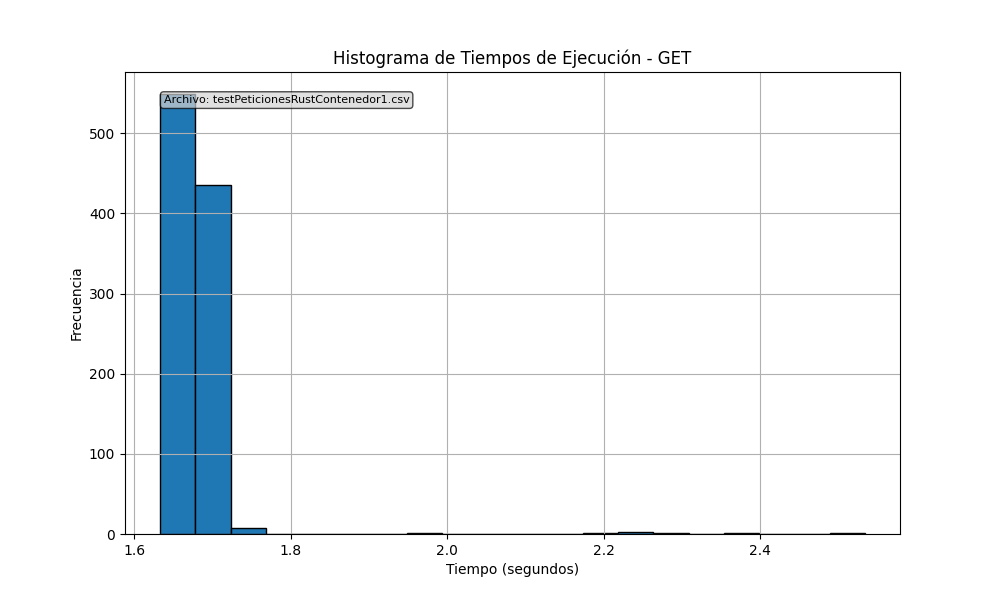 Histograma de Tiempos de Ejecución - GET
Archivo: testPeticionesRustContenedor1.csv
500
400
300
200
100
0
Frecuencia
1.6 1.8 2.0 2.2 2.4
Tiempo (segundos)